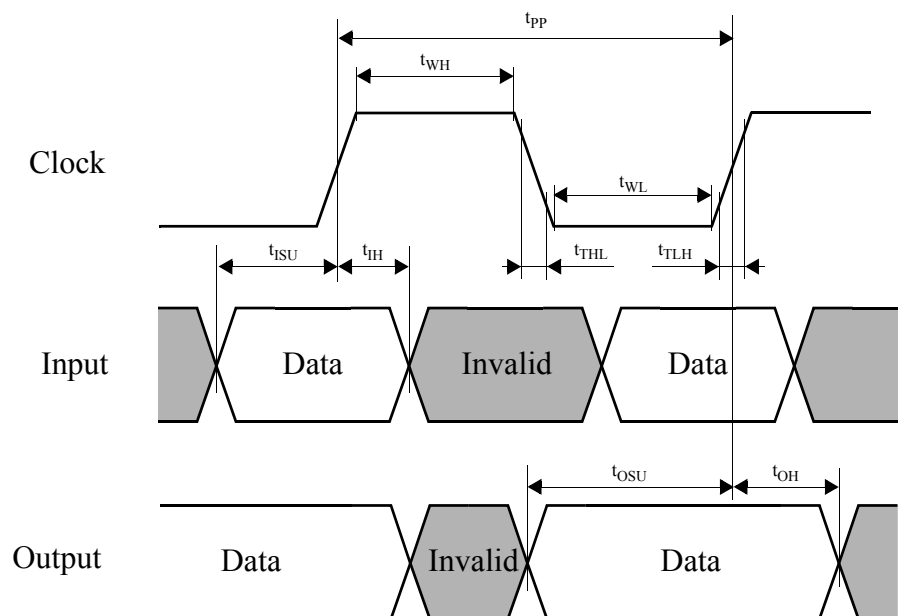 tPP
tWH
Clock
tWL
tISU
tIH
tTHL
tTLH
Input
Data
Invalid
Data
tOSU
tOH
Output
Data
Invalid
Data